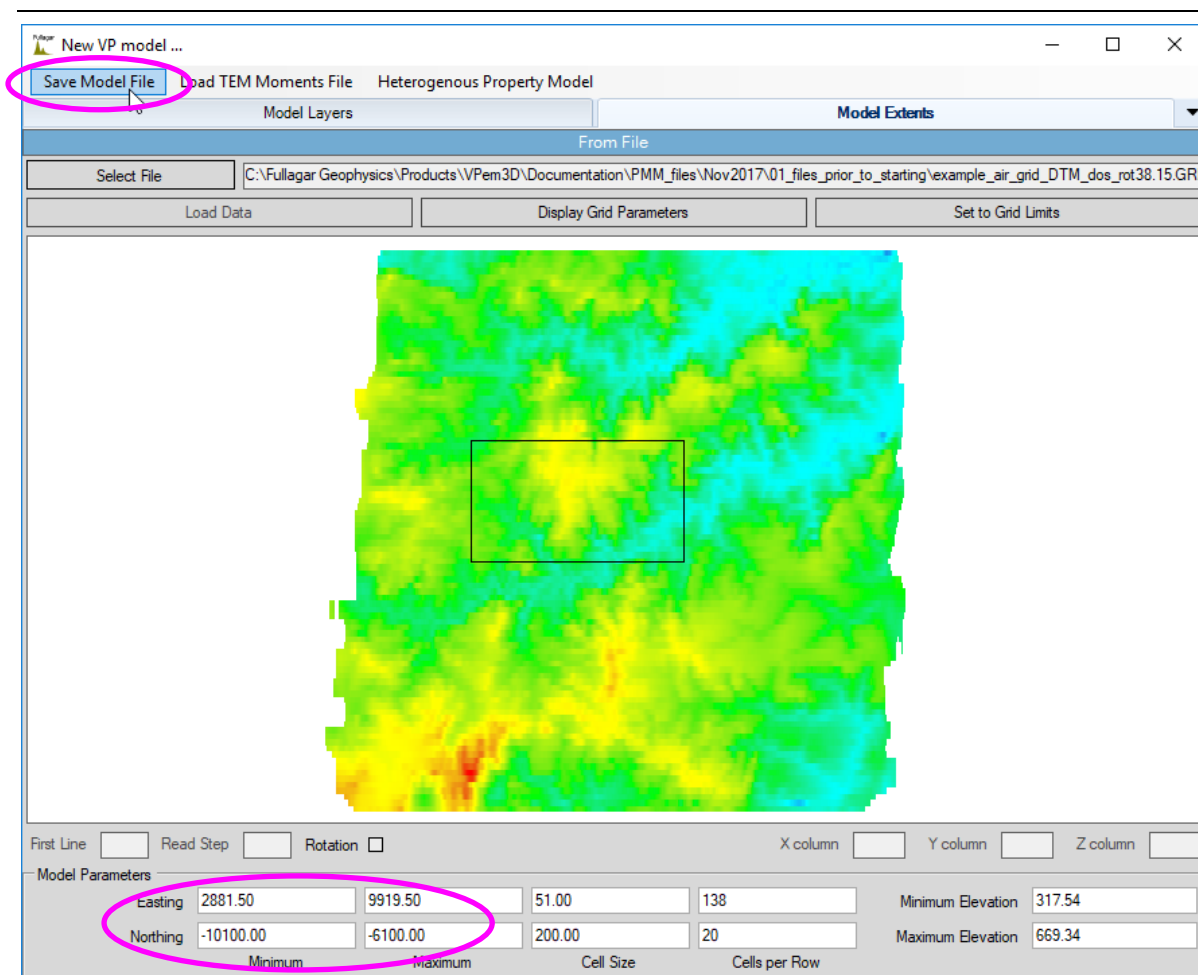 Fullagar
New VP model ...
Save Model File Load TEM Moments File Heterogenous Property Model
Model Layers Model Extents
From File
Select File C:\Fullagar Geophysics\Products\VPem3D\Documentation\PMM_files\Nov2017\01_files_prior_to_starting\example_air_grid_DTM_dos_rot38.15.GR
Load Data Display Grid Parameters Set to Grid Limits
First Line Read Step Rotation X column Y column Z column
Model Parameters
Easting 2881.50 9919.50 51.00 138 Minimum Elevation 317.54
Northing -10100.00 -6100.00 200.00 20 Maximum Elevation 669.34
Minimum Maximum Cell Size Cells per Row